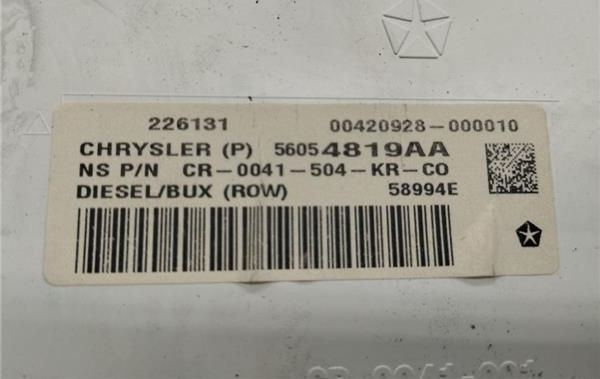 226131 00420928-000010
CHRYSLER (P) 56054819AA
NS P/N CR-0041-504-KR-CO
DIESEL/BUX (ROW) 58994E